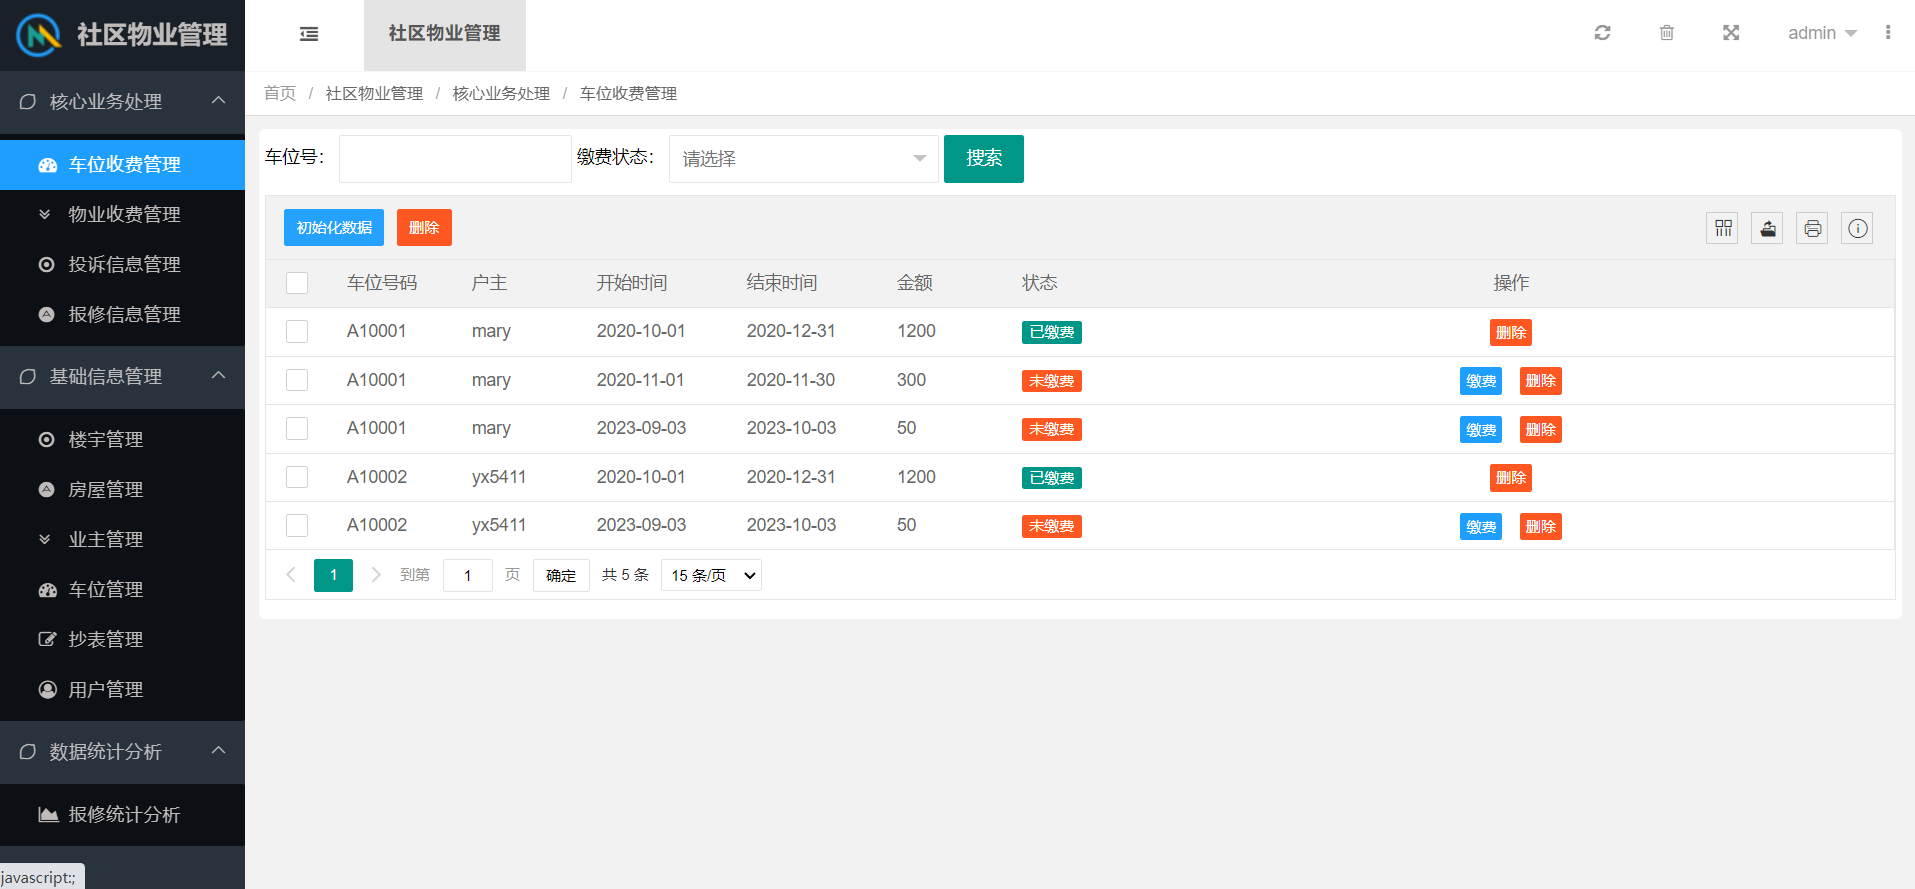 社区物业管理
社区物业管理
admin
核心业务处理
车位收费管理
物业收费管理
投诉信息管理
报修信息管理
基础信息管理
楼宇管理
房屋管理
业主管理
车位管理
抄表管理
用户管理
数据统计分析
报修统计分析
javascript:;
首页 / 社区物业管理 / 核心业务处理 / 车位收费管理
车位号: 缴费状态: 请选择 搜索
初始化数据 删除
车位号码 户主 开始时间 结束时间 金额 状态 操作
A10001 mary 2020-10-01 2020-12-31 1200 已缴费 删除
A10001 mary 2020-11-01 2020-11-30 300 未缴费 缴费 删除
A10001 mary 2023-09-03 2023-10-03 50 未缴费 缴费 删除
A10002 yx5411 2020-10-01 2020-12-31 1200 已缴费 删除
A10002 yx5411 2023-09-03 2023-10-03 50 未缴费 缴费 删除
1 到第 1 页 确定 共 5 条 15 条/页